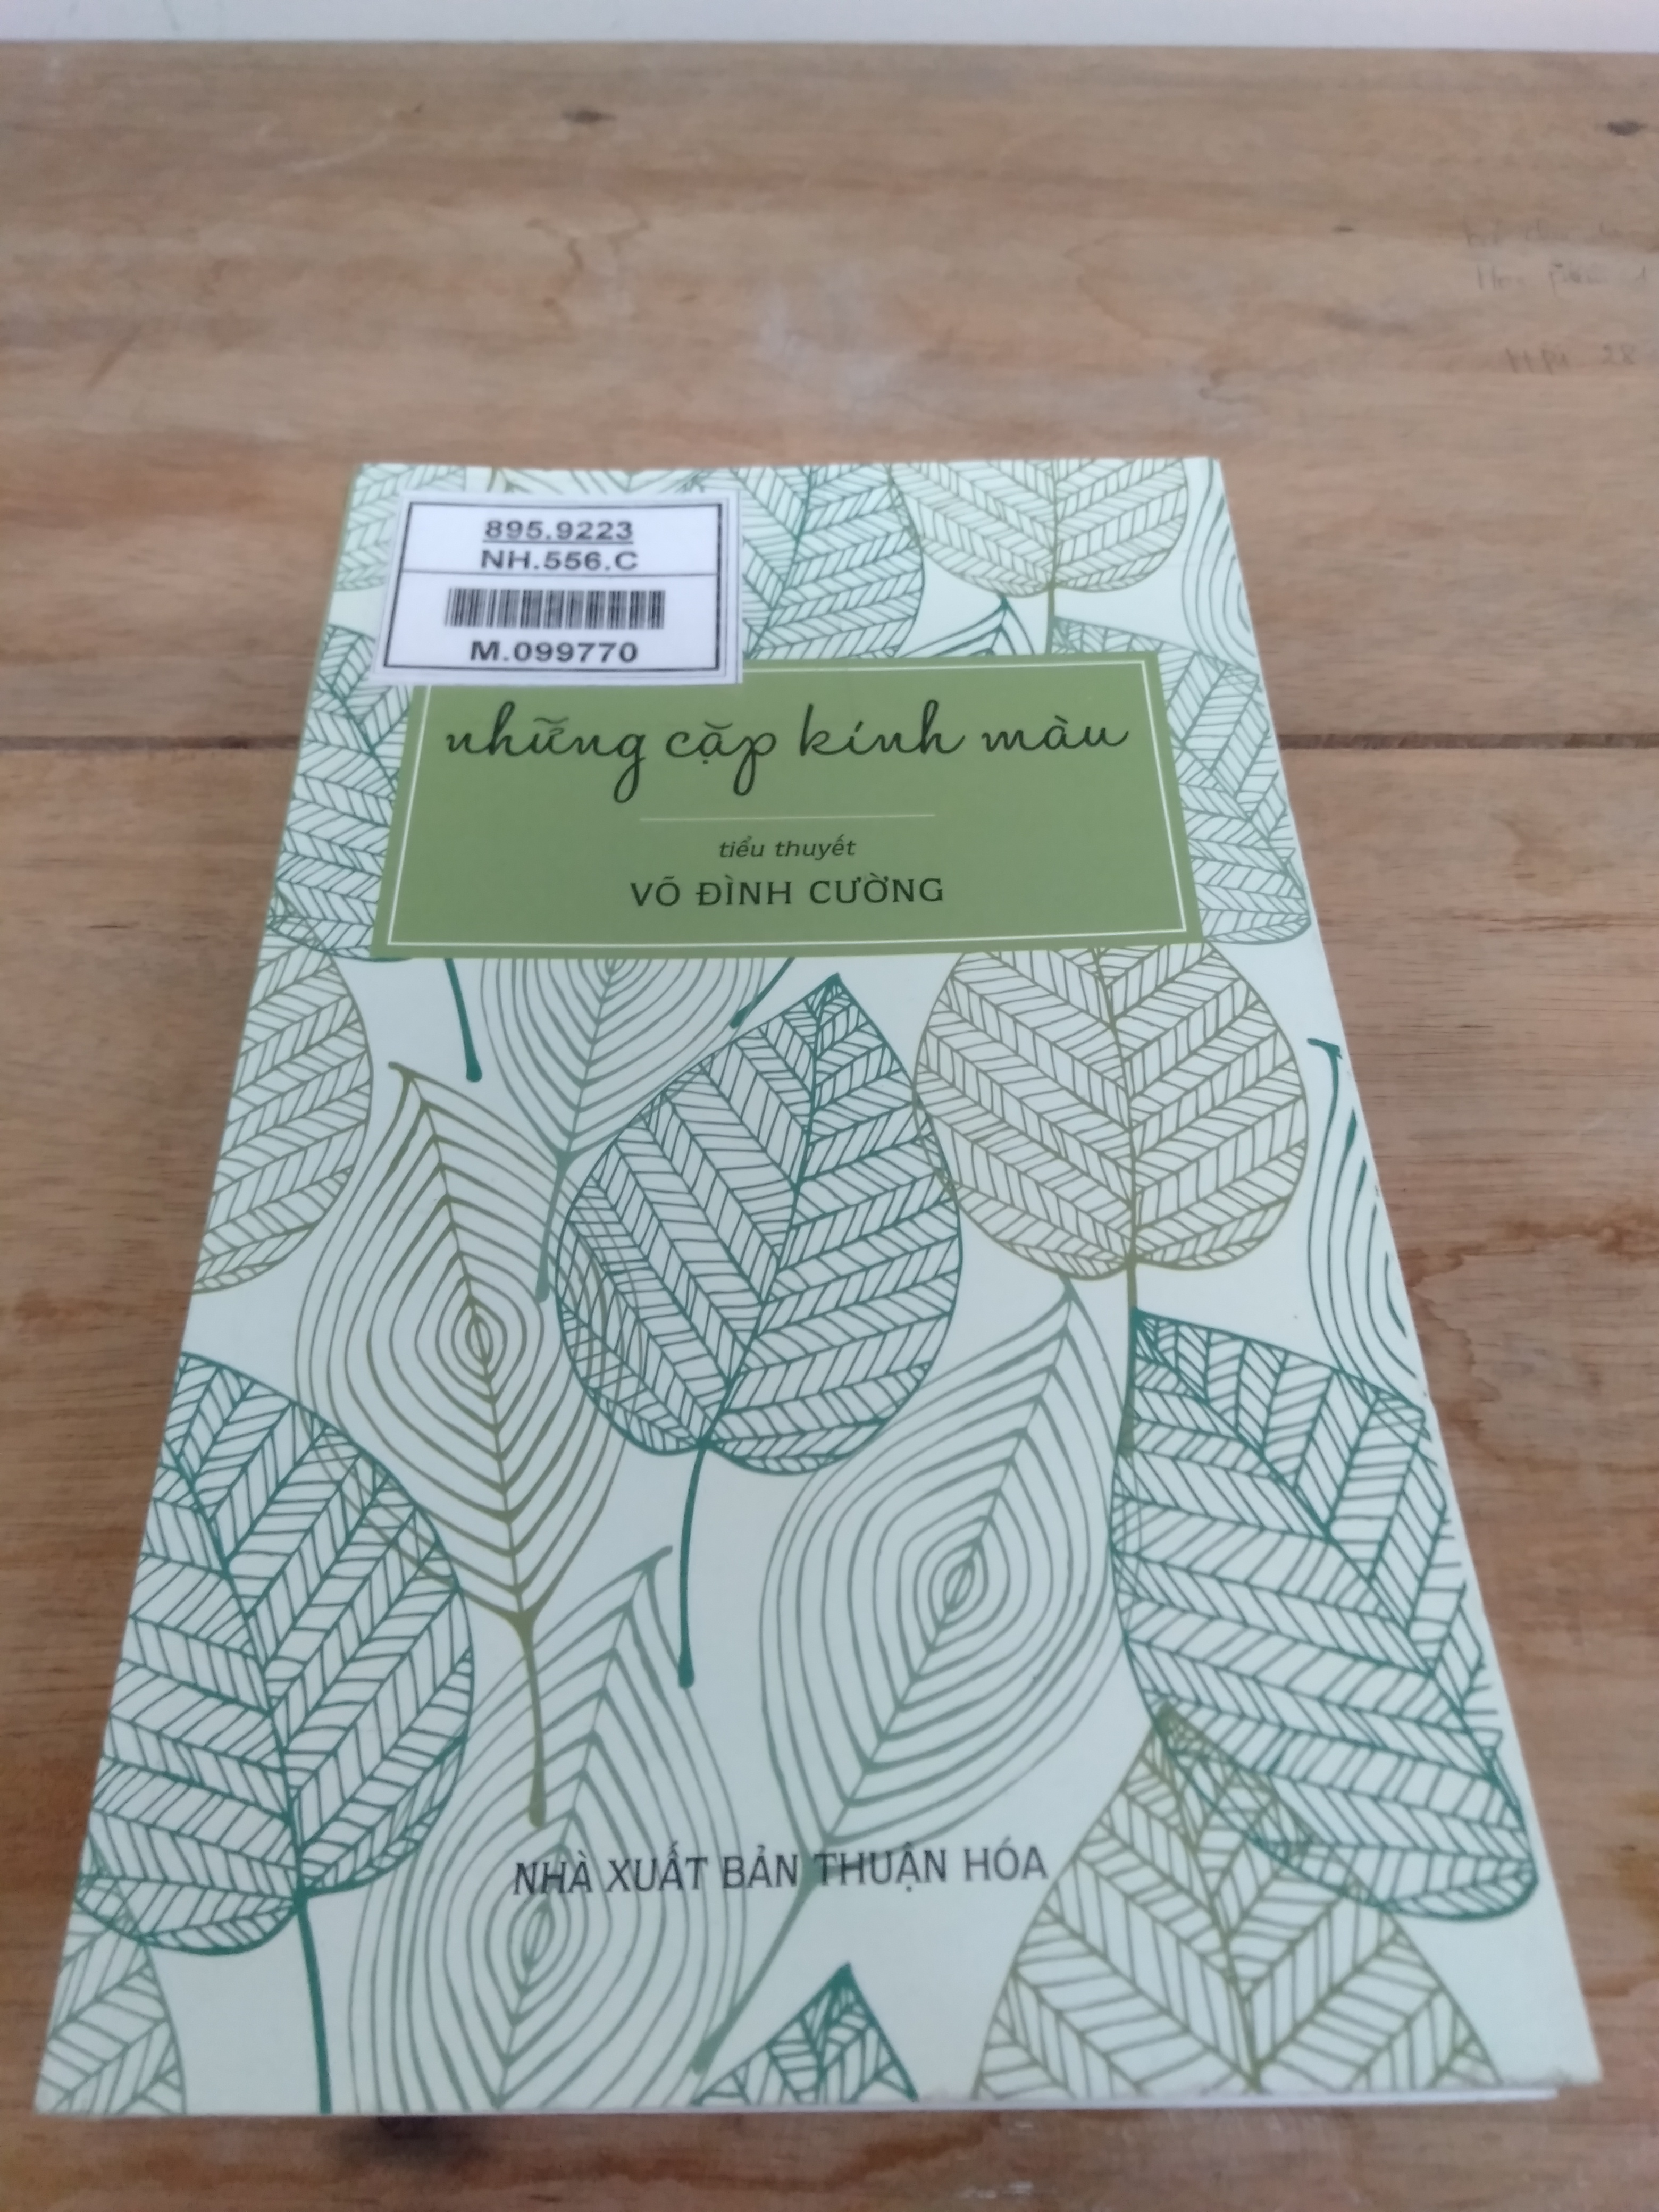 895.9223
NH.556.C
M.099770
những cặp kính màu
tiểu thuyết
VÕ ĐÌNH CƯỜNG
NHÀ XUẤT BẢN THUẬN HÓA